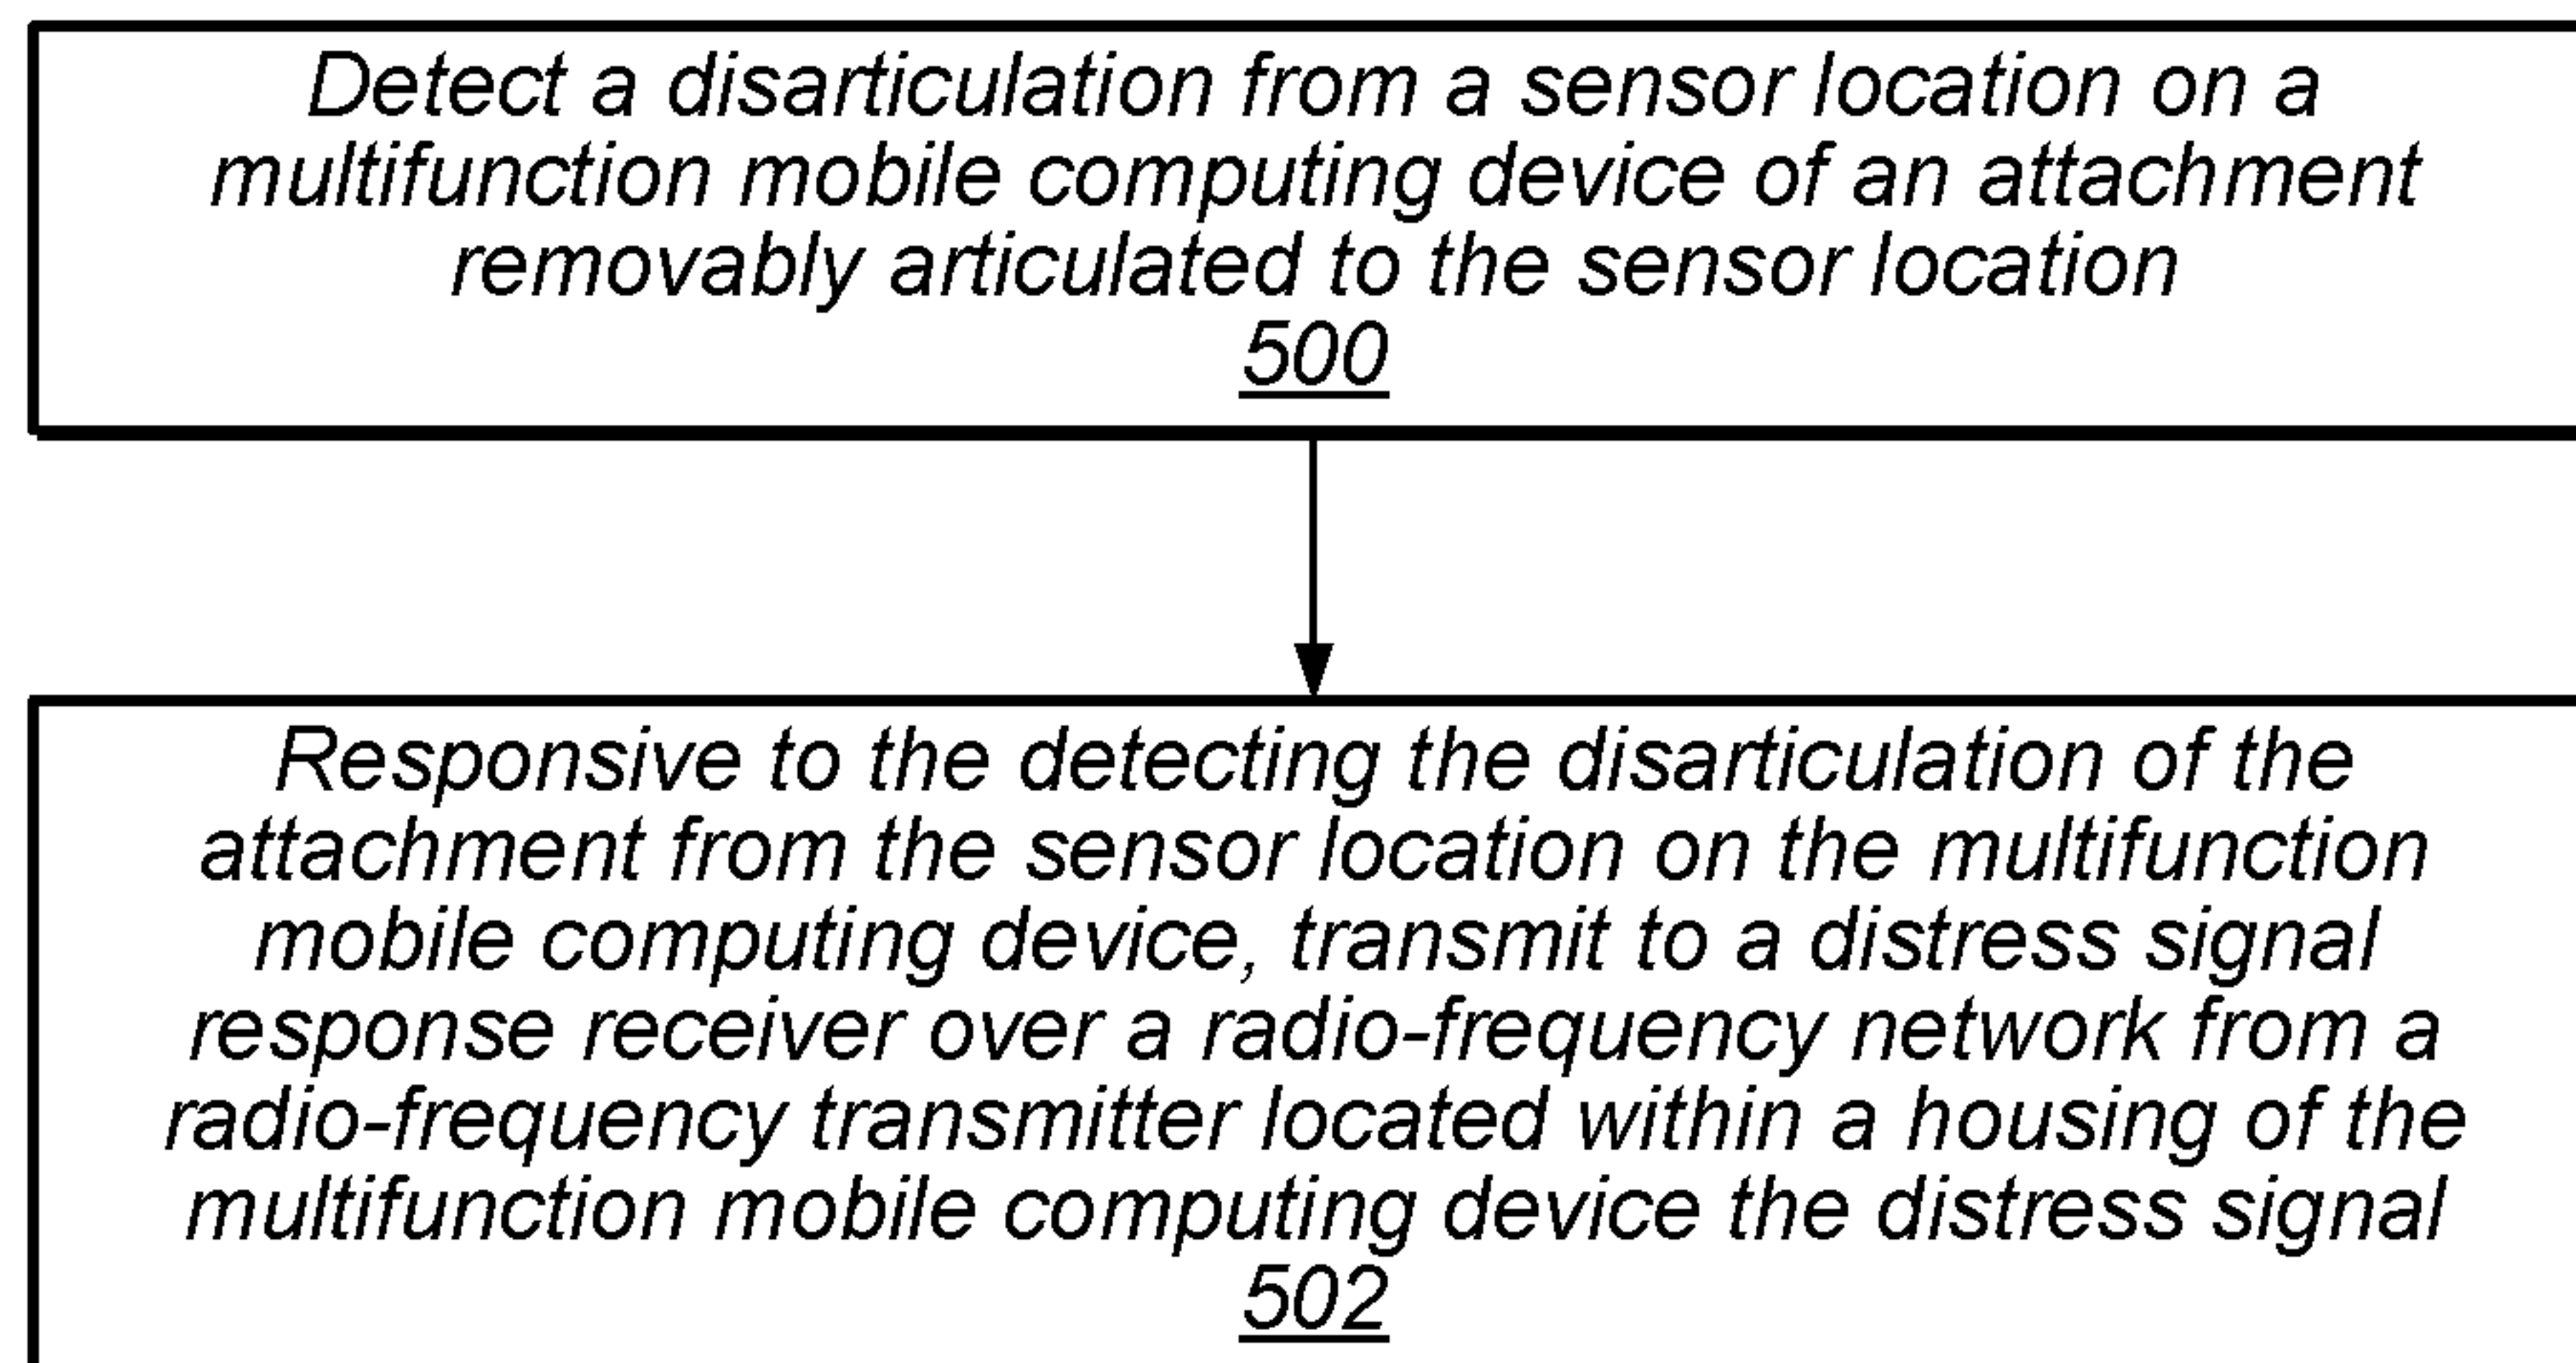 Detect a disarticulation from a sensor location on a
multifunction mobile computing device of an attachment
removably articulated to the sensor location
500
Responsive to the detecting the disarticulation of the
attachment from the sensor location on the multifunction
mobile computing device, transmit to a distress signal
response receiver over a radio-frequency network from a
radio-frequency transmitter located within a housing of the
multifunction mobile computing device the distress signal
502